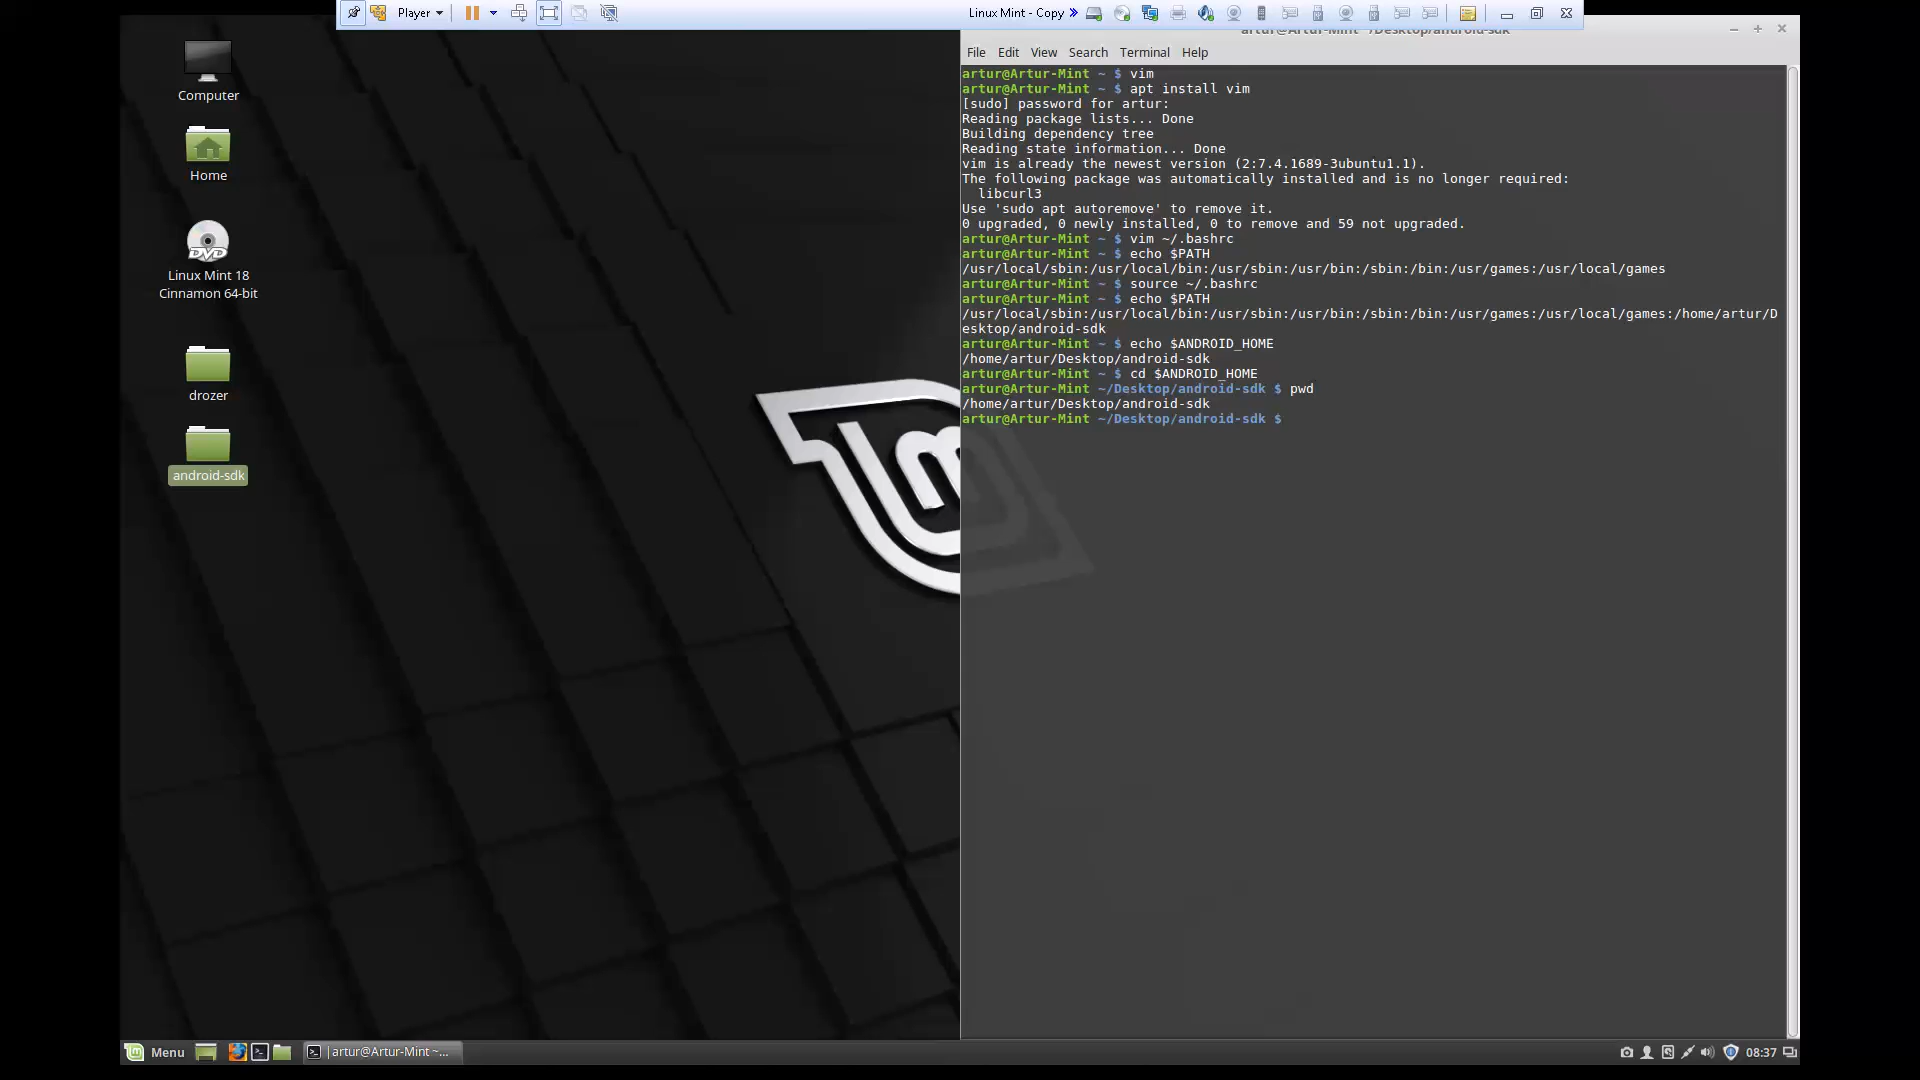 Player
Linux Mint - Copy
artur@Artur-Mint ~/Desktop/android-sdk
File Edit View Search Terminal Help
Computer
Home
Linux Mint 18
Cinnamon 64-bit
drozer
android-sdk
artur@Artur-Mint ~ $ vim
artur@Artur-Mint ~ $ apt install vim
[sudo] password for artur:
Reading package lists... Done
Building dependency tree
Reading state information... Done
vim is already the newest version (2:7.4.1689-3ubuntu1.1).
The following package was automatically installed and is no longer required:
libcurl3
Use 'sudo apt autoremove' to remove it.
0 upgraded, 0 newly installed, 0 to remove and 59 not upgraded.
artur@Artur-Mint ~ $ vim ~/.bashrc
artur@Artur-Mint ~ $ echo $PATH
/usr/local/sbin:/usr/local/bin:/usr/sbin:/usr/bin:/sbin:/bin:/usr/games:/usr/local/games
artur@Artur-Mint ~ $ source ~/.bashrc
artur@Artur-Mint ~ $ echo $PATH
/usr/local/sbin:/usr/local/bin:/usr/sbin:/usr/bin:/sbin:/bin:/usr/games:/usr/local/games:/home/artur/D
esktop/android-sdk
artur@Artur-Mint ~ $ echo $ANDROID_HOME
/home/artur/Desktop/android-sdk
artur@Artur-Mint ~ $ cd $ANDROID_HOME
artur@Artur-Mint ~/Desktop/android-sdk $ pwd
/home/artur/Desktop/android-sdk
artur@Artur-Mint ~/Desktop/android-sdk $
Menu
artur@Artur-Mint ~...
08:37